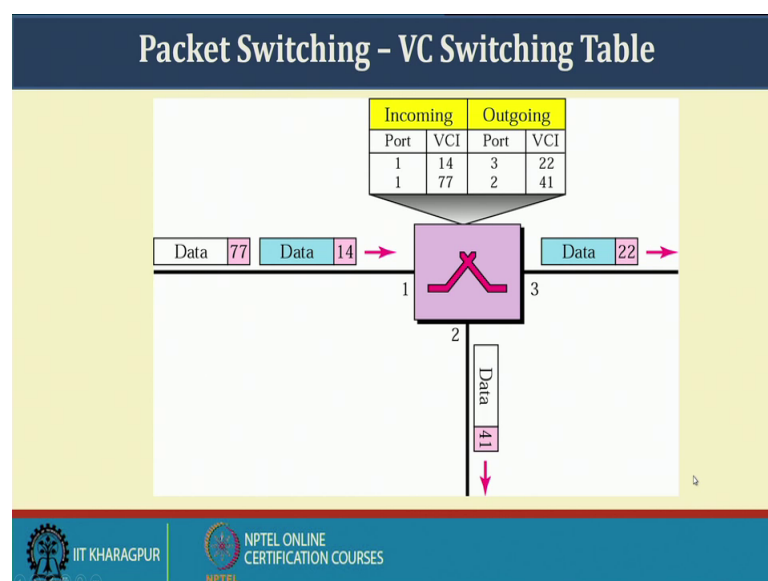 Packet Switching – VC Switching Table
Incoming Outgoing
Port VCI Port VCI
1 14 3 22
1 77 2 41
Data 77 Data 14 Data 22
1 3
2
Data 41
IIT KHARAGPUR
NPTEL ONLINE
CERTIFICATION COURSES
NPTEL